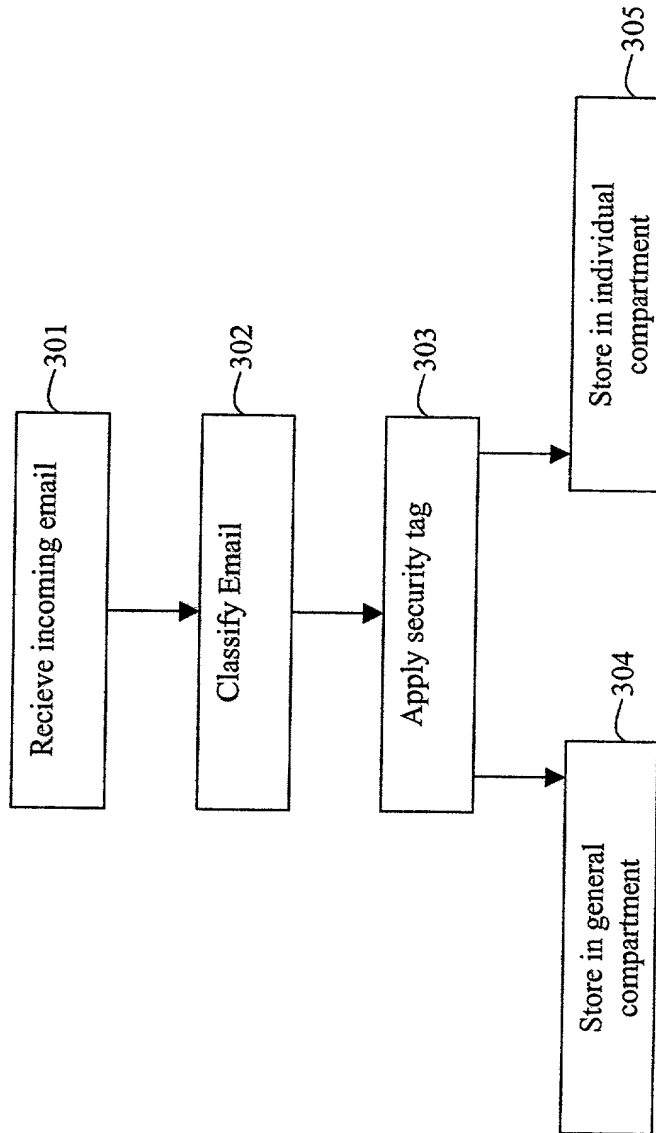 Recieve incoming email
301
Classify Email
302
Apply security tag
303
Store in general
compartment
304
Store in individual
compartment
305